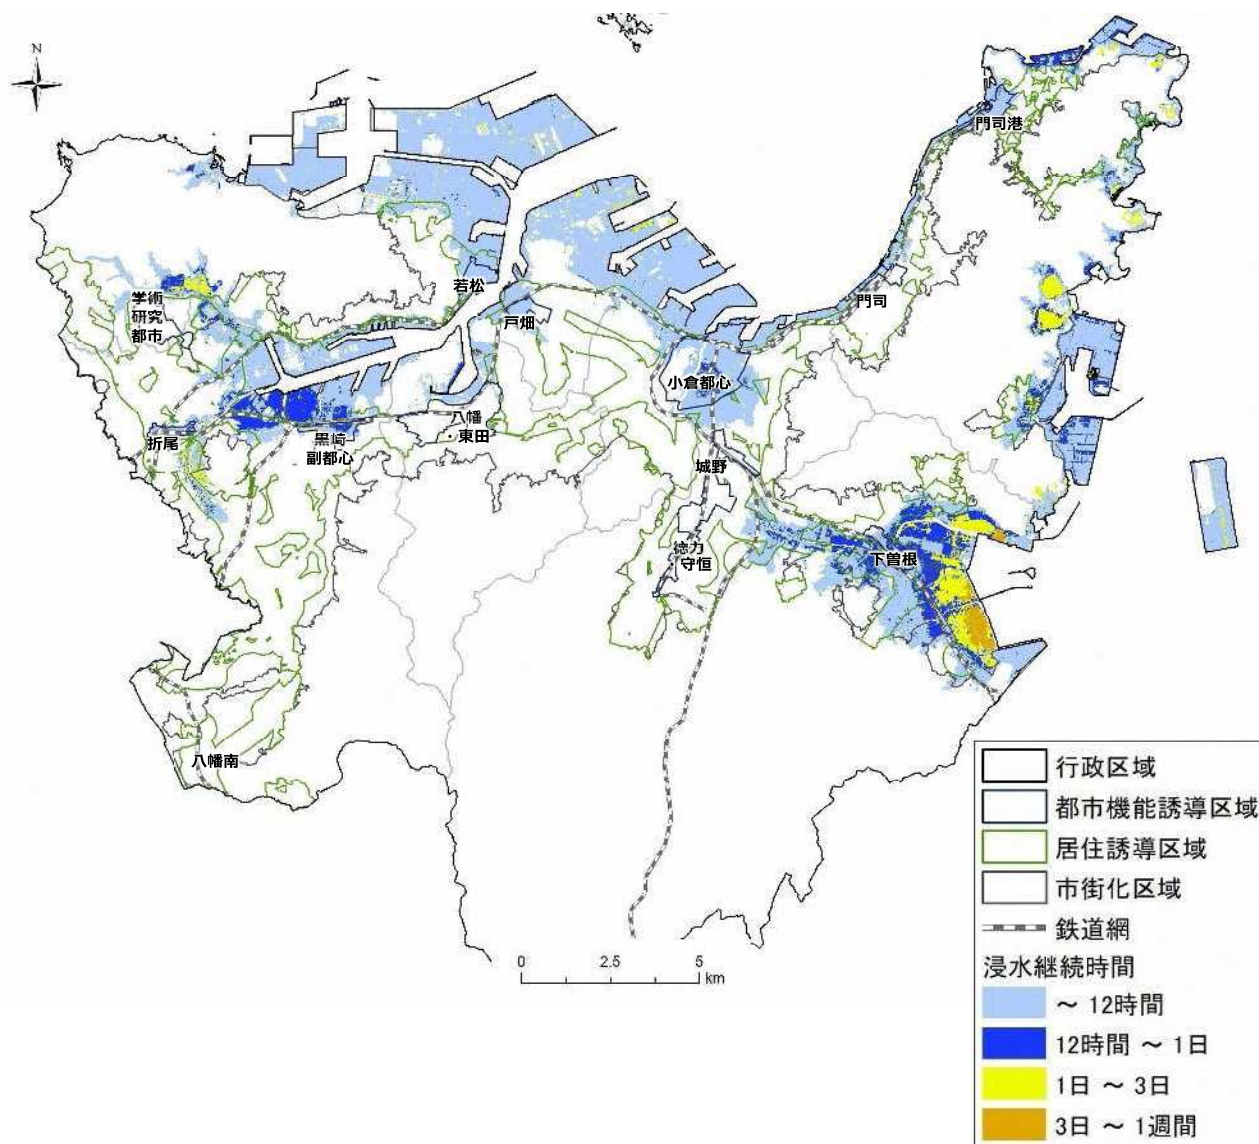 N
門司港
若松
学術
研究
都市
戸畑
門司
小倉都心
折尾
黒崎
副都心
八幡
・東田
城野
徳力
守恒
下曽根
八幡南
0 2.5 5
km
行政区域
都市機能誘導区域
居住誘導区域
市街化区域
鉄道網
浸水継続時間
～ 12時間
12時間 ～ 1日
1日 ～ 3日
3日 ～ 1週間